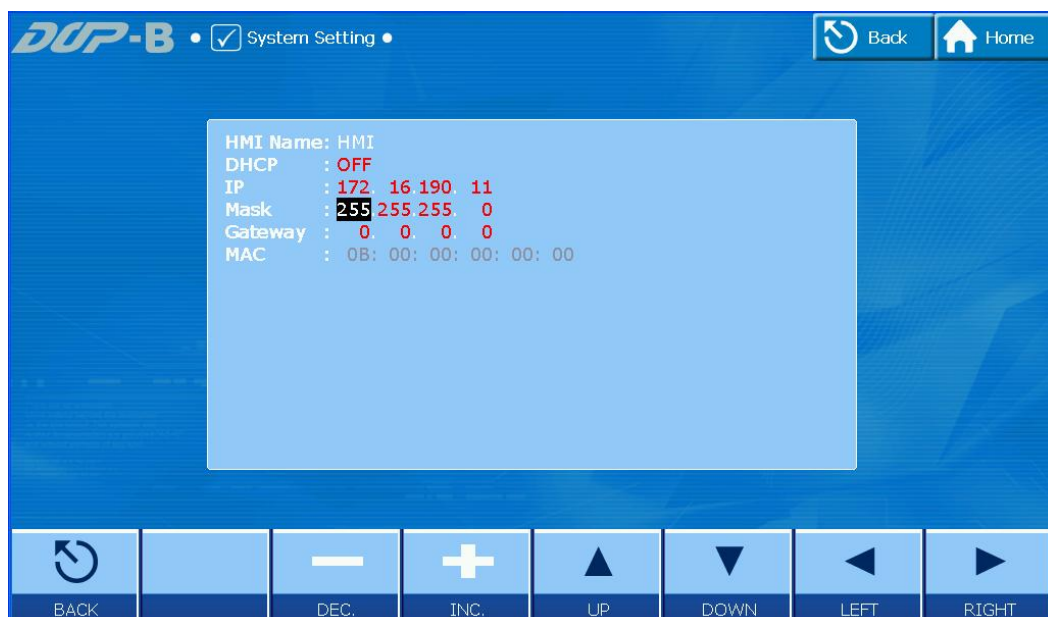 DOP-B • System Setting • Back Home
HMI Name: HMI
DHCP : OFF
IP : 172. 16.190. 11
Mask : 255.255.255. 0
Gateway : 0. 0. 0. 0
MAC : 0B: 00: 00: 00: 00: 00
BACK DEC. INC. UP DOWN LEFT RIGHT